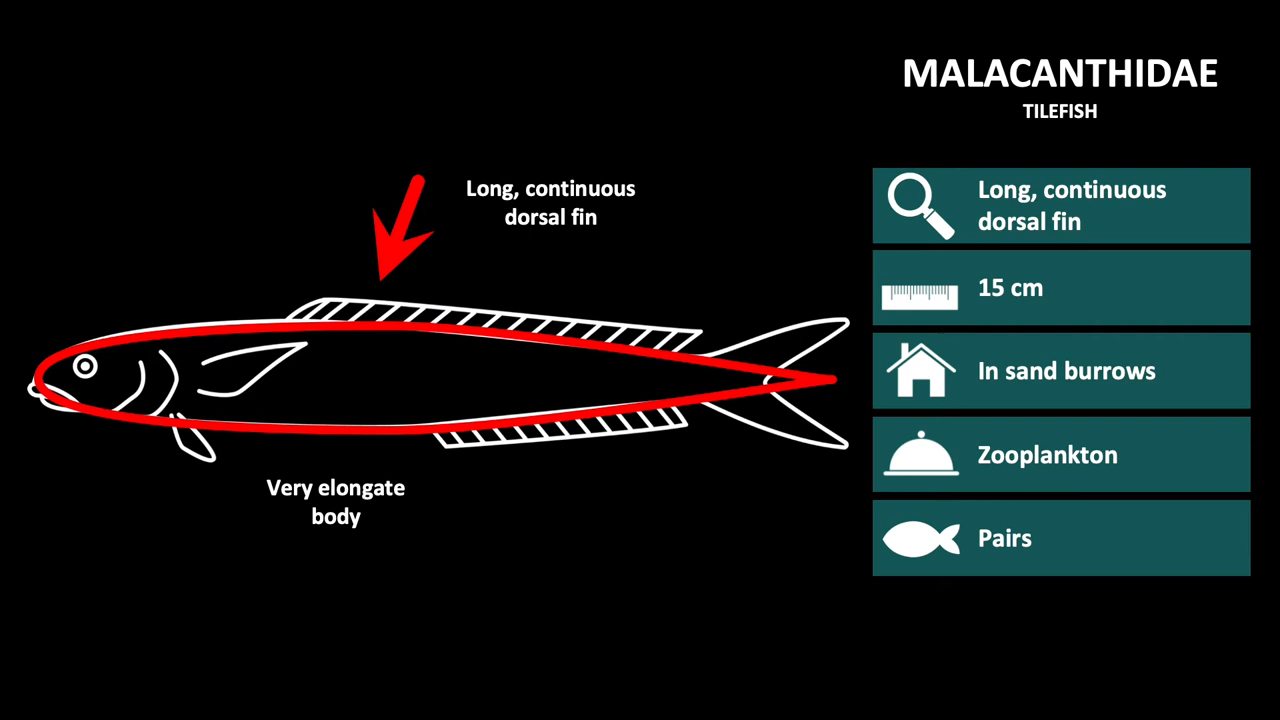 MALACANTHIDAE
TILEFISH
Long, continuous
dorsal fin
Very elongate
body
Long, continuous
dorsal fin
15 cm
In sand burrows
Zooplankton
Pairs